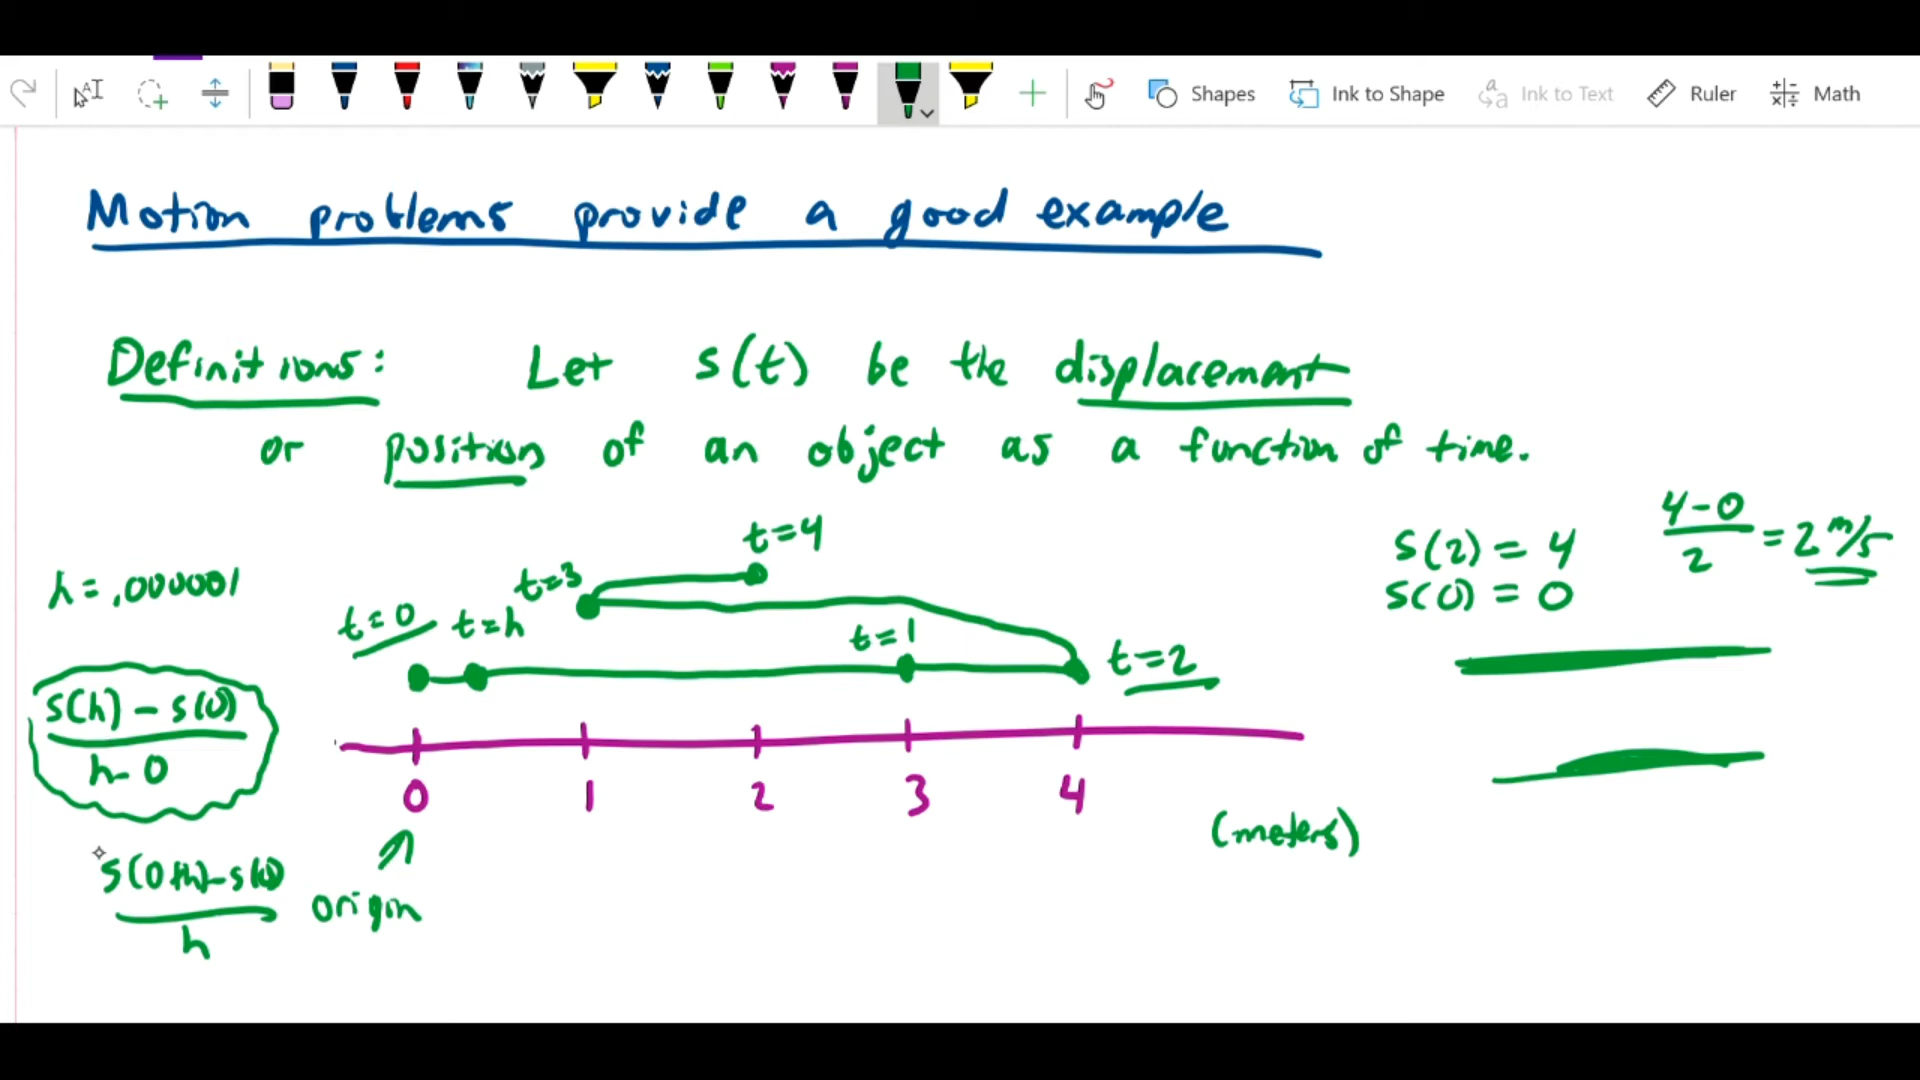 AI Shapes Ink to Shape Ink to Text Ruler Math
Motion problems provide a good example
Definitions: Let s(t) be the displacement
or position of an object as a function of time.
h = .000001
t=0 t=h t=3 t=4 t=1 t=2
s(2) = 4
s(0) = 0
4-0
2
= 2 m/s
s(h) - s(0)
h-0
0 1 2 3 4
(meters)
s(0+h)-s(0)
h
origin